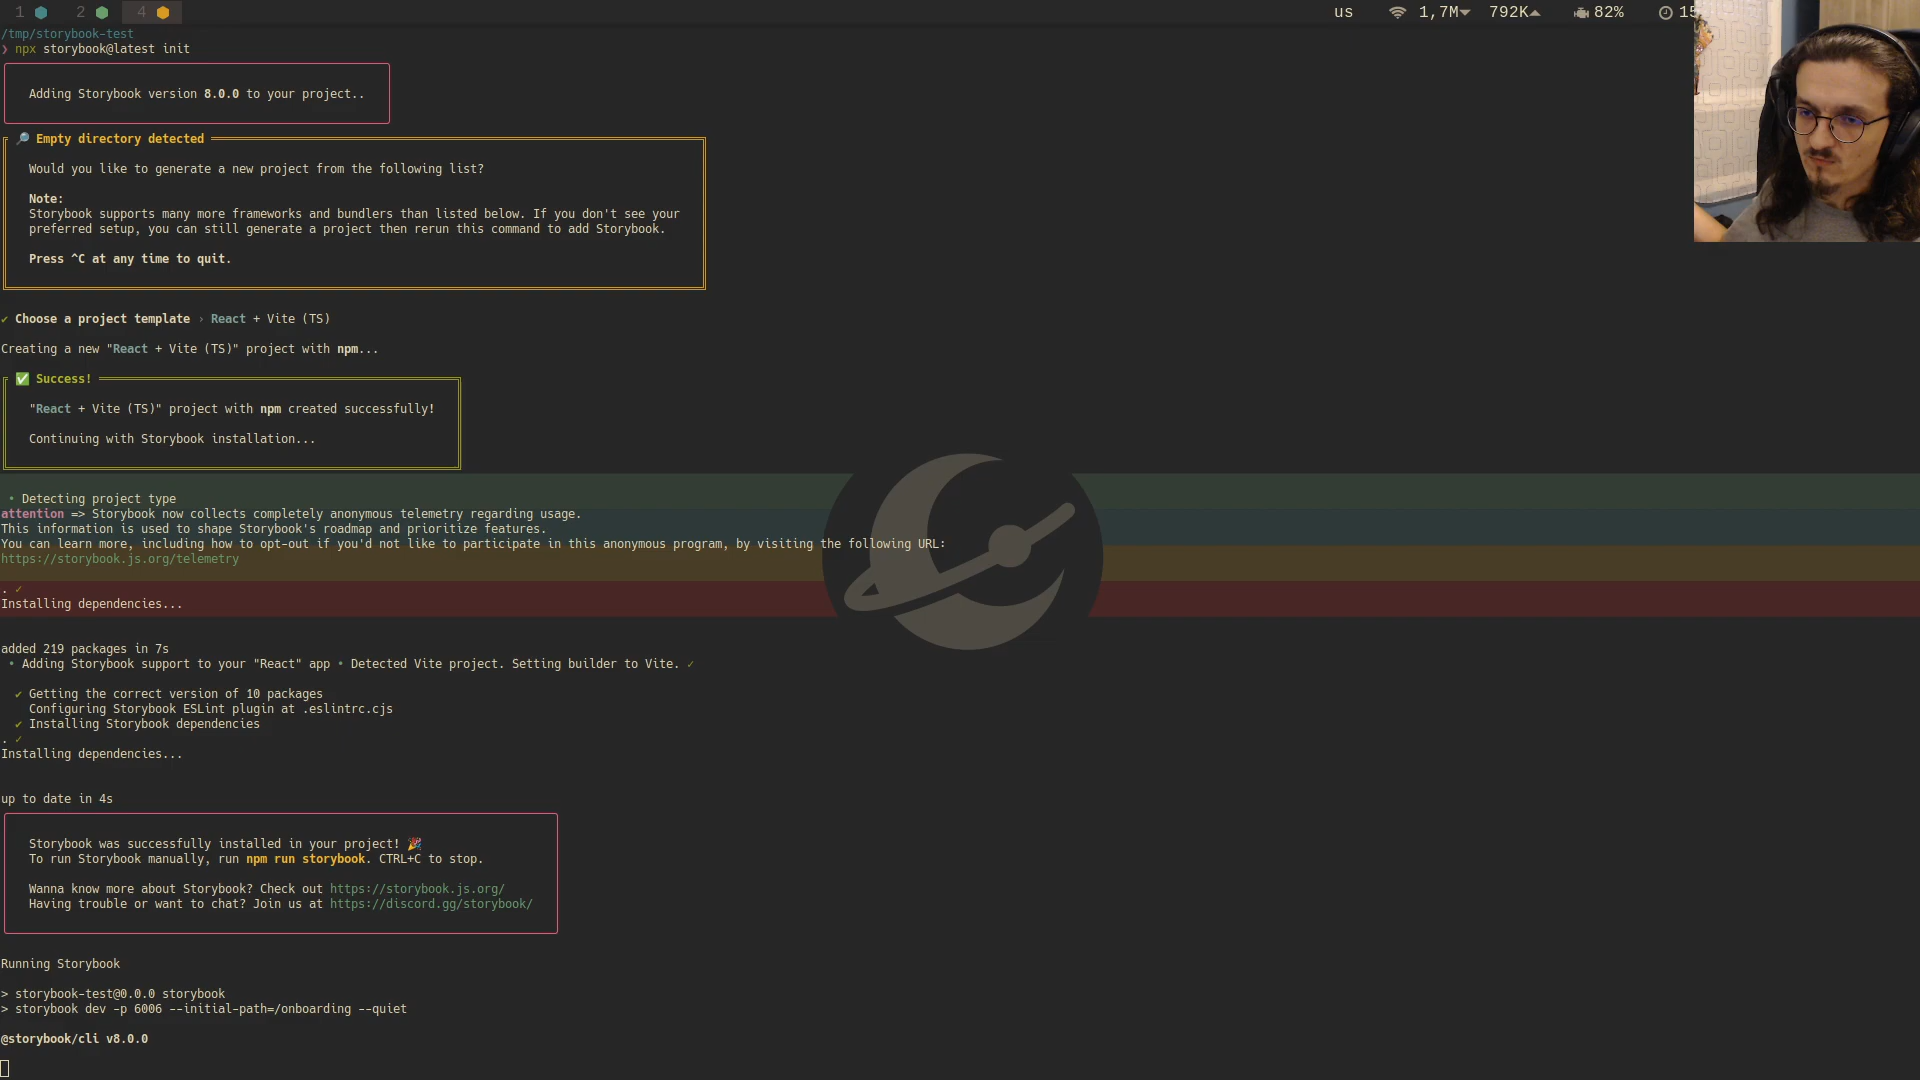 1 2 4 us 1,7M 792K 82% 15
/tmp/storybook-test
❯ npx storybook@latest init
Adding Storybook version 8.0.0 to your project..
🔎 Empty directory detected
Would you like to generate a new project from the following list?
Note:
Storybook supports many more frameworks and bundlers than listed below. If you don't see your
preferred setup, you can still generate a project then rerun this command to add Storybook.
Press ^C at any time to quit.
✔ Choose a project template › React + Vite (TS)
Creating a new "React + Vite (TS)" project with npm...
✅ Success!
"React + Vite (TS)" project with npm created successfully!
Continuing with Storybook installation...
• Detecting project type
attention => Storybook now collects completely anonymous telemetry regarding usage.
This information is used to shape Storybook's roadmap and prioritize features.
You can learn more, including how to opt-out if you'd not like to participate in this anonymous program, by visiting the following URL:
https://storybook.js.org/telemetry
. ✓
Installing dependencies...
added 219 packages in 7s
• Adding Storybook support to your "React" app • Detected Vite project. Setting builder to Vite. ✓
✔ Getting the correct version of 10 packages
Configuring Storybook ESLint plugin at .eslintrc.cjs
✔ Installing Storybook dependencies
. ✓
Installing dependencies...
up to date in 4s
Storybook was successfully installed in your project! 🎉
To run Storybook manually, run npm run storybook. CTRL+C to stop.
Wanna know more about Storybook? Check out https://storybook.js.org/
Having trouble or want to chat? Join us at https://discord.gg/storybook/
Running Storybook
> storybook-test@0.0.0 storybook
> storybook dev -p 6006 --initial-path=/onboarding --quiet
@storybook/cli v8.0.0